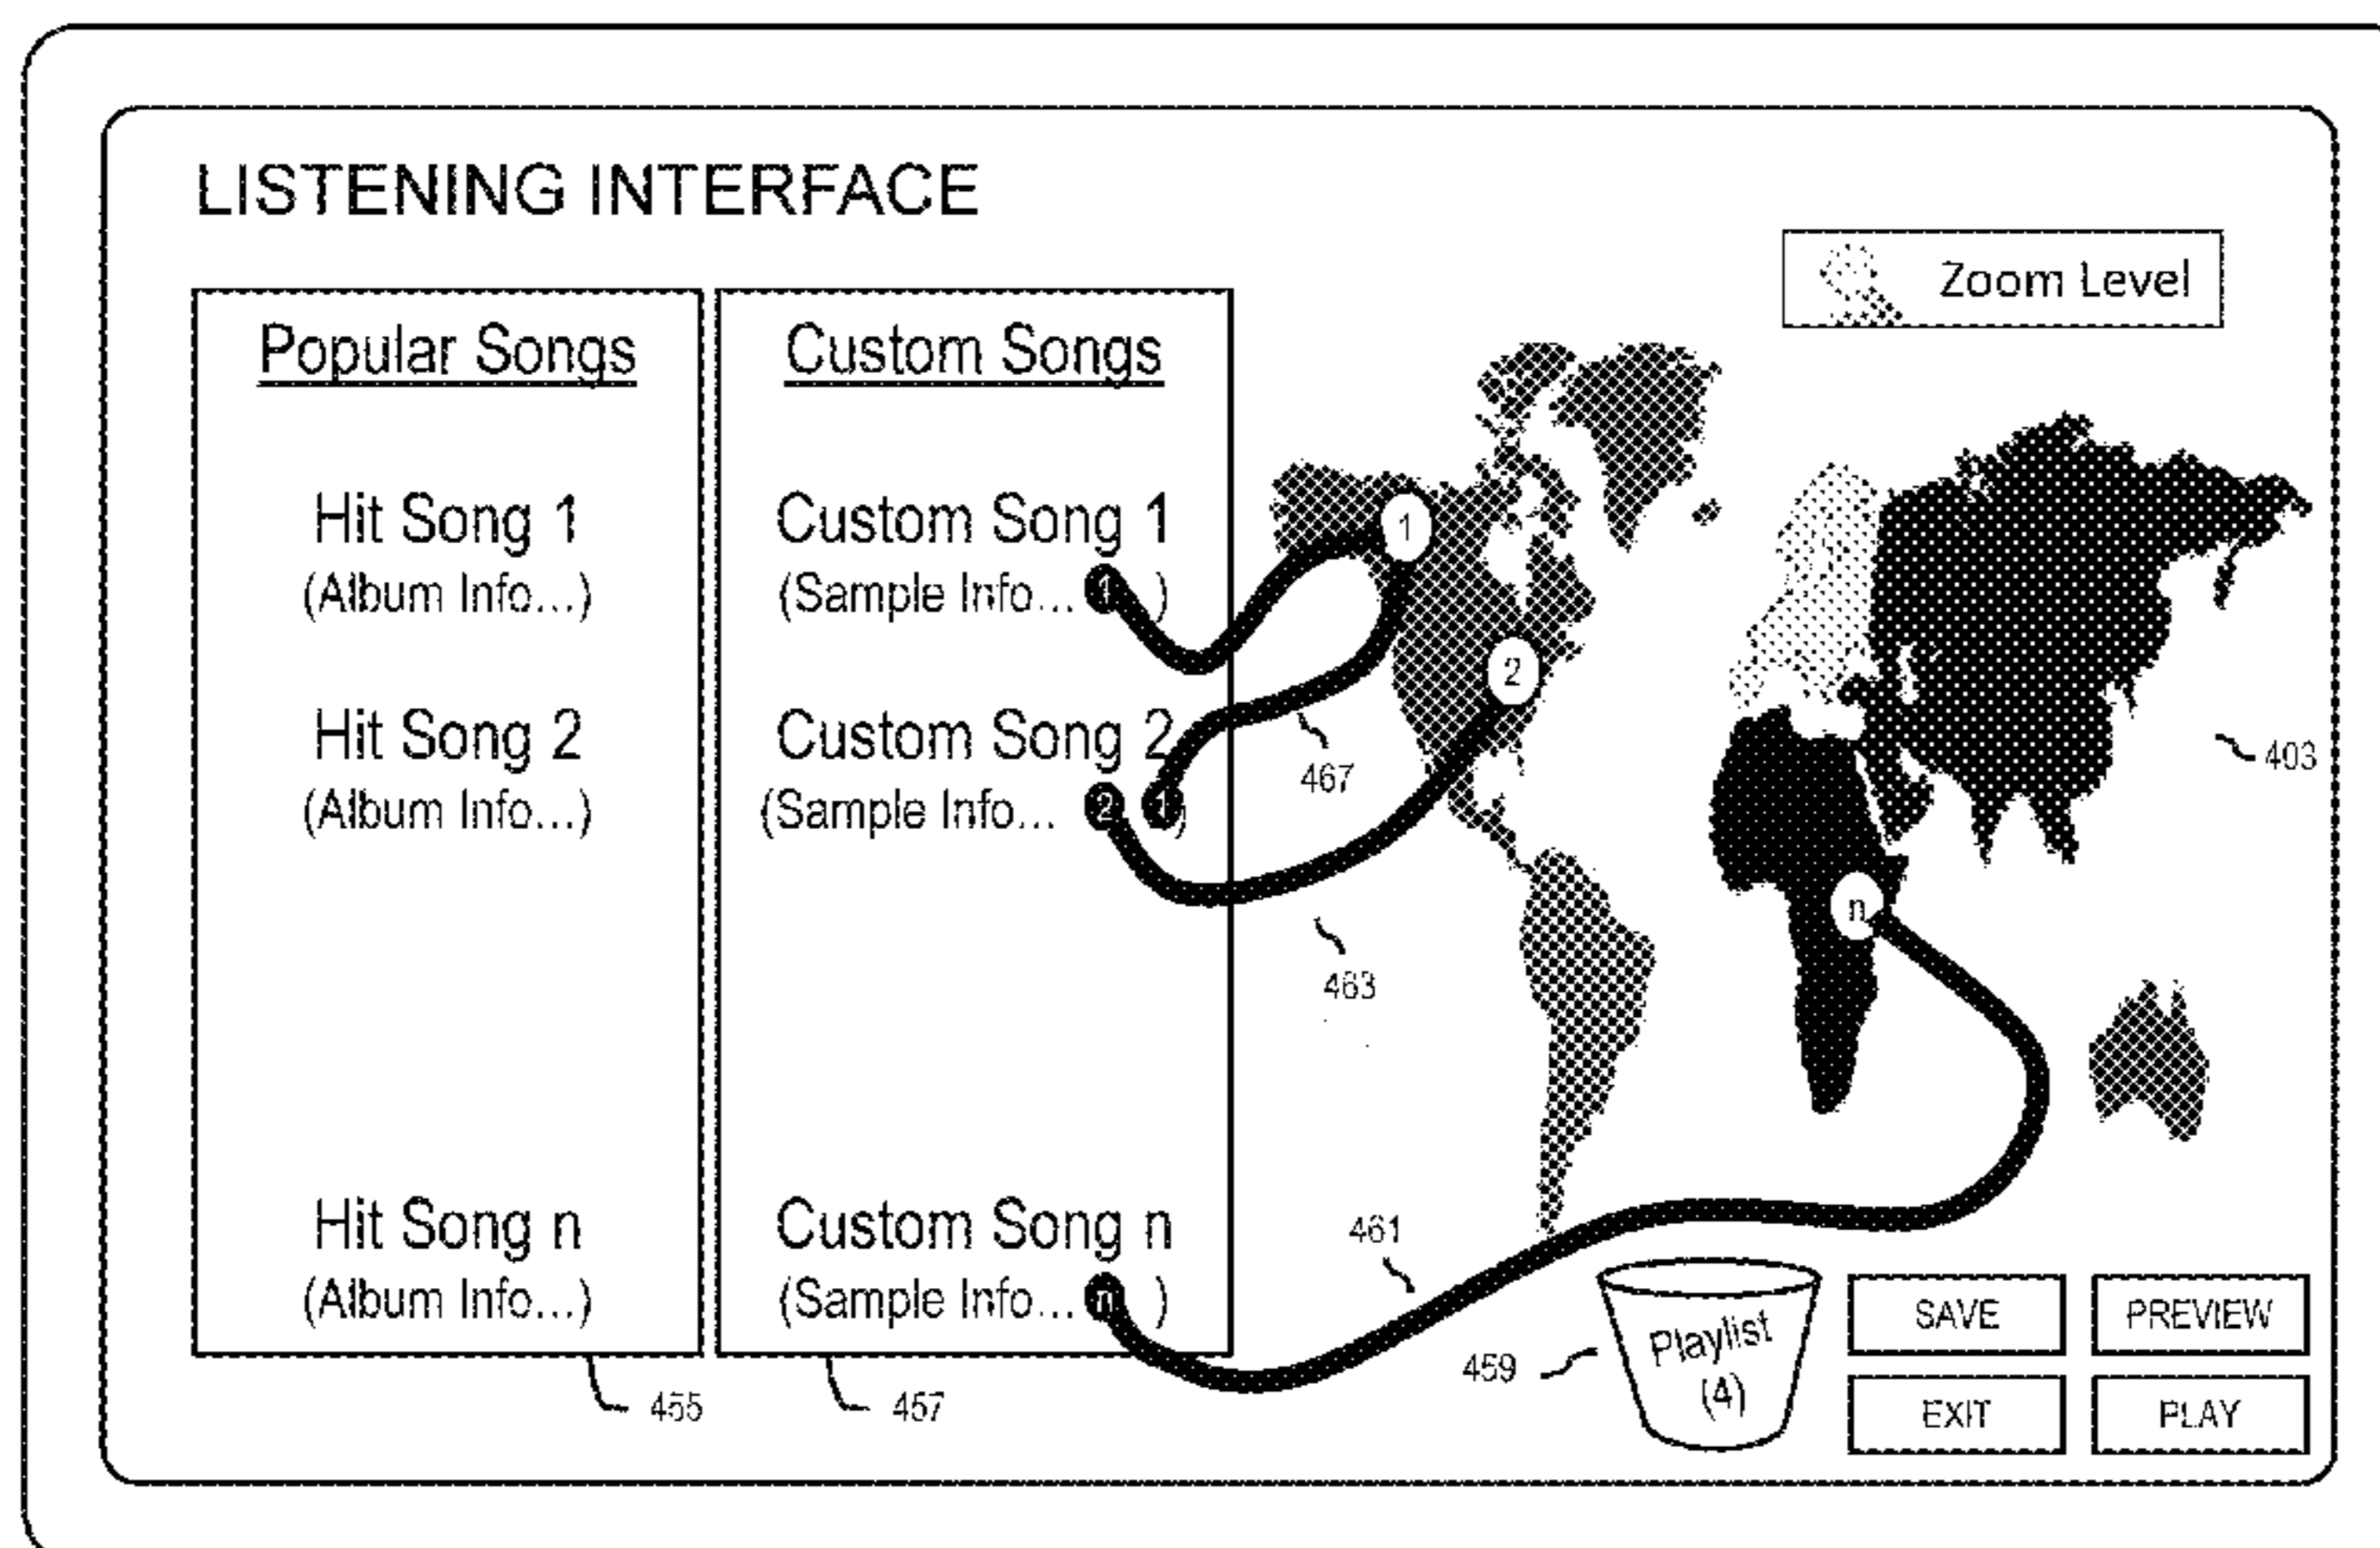 LISTENING INTERFACE
Zoom Level
Popular Songs
Hit Song 1
(Album Info...)
Hit Song 2
(Album Info...)
Hit Song n
(Album Info...)
455
Custom Songs
Custom Song 1
(Sample Info... 1 )
Custom Song 2
(Sample Info... 2 1)
Custom Song n
(Sample Info... n )
457
1
2
n
467
463
461
403
459
Playlist
(4)
SAVE
PREVIEW
EXIT
PLAY